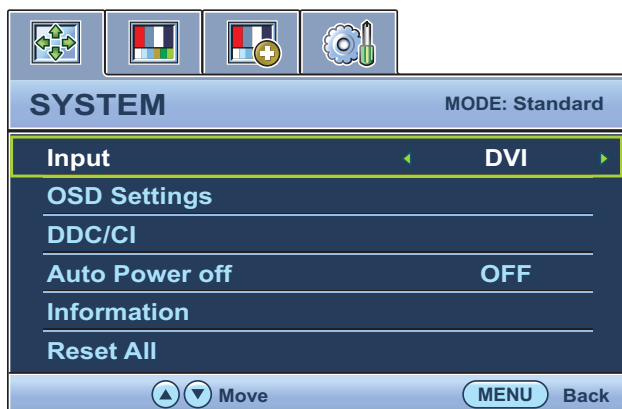 SYSTEM MODE: Standard
Input DVI
OSD Settings
DDC/CI
Auto Power off OFF
Information
Reset All
Move MENU Back